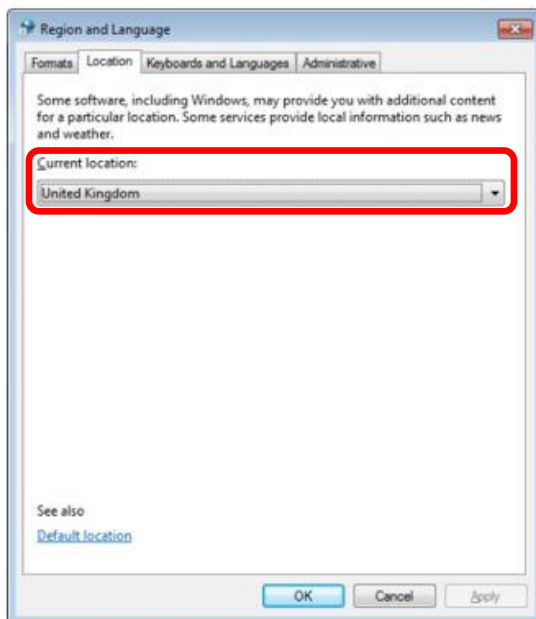 Region and Language
Formats Location Keyboards and Languages Administrative
Some software, including Windows, may provide you with additional content
for a particular location. Some services provide local information such as news
and weather.
Current location:
United Kingdom
See also
Default location
OK Cancel Apply